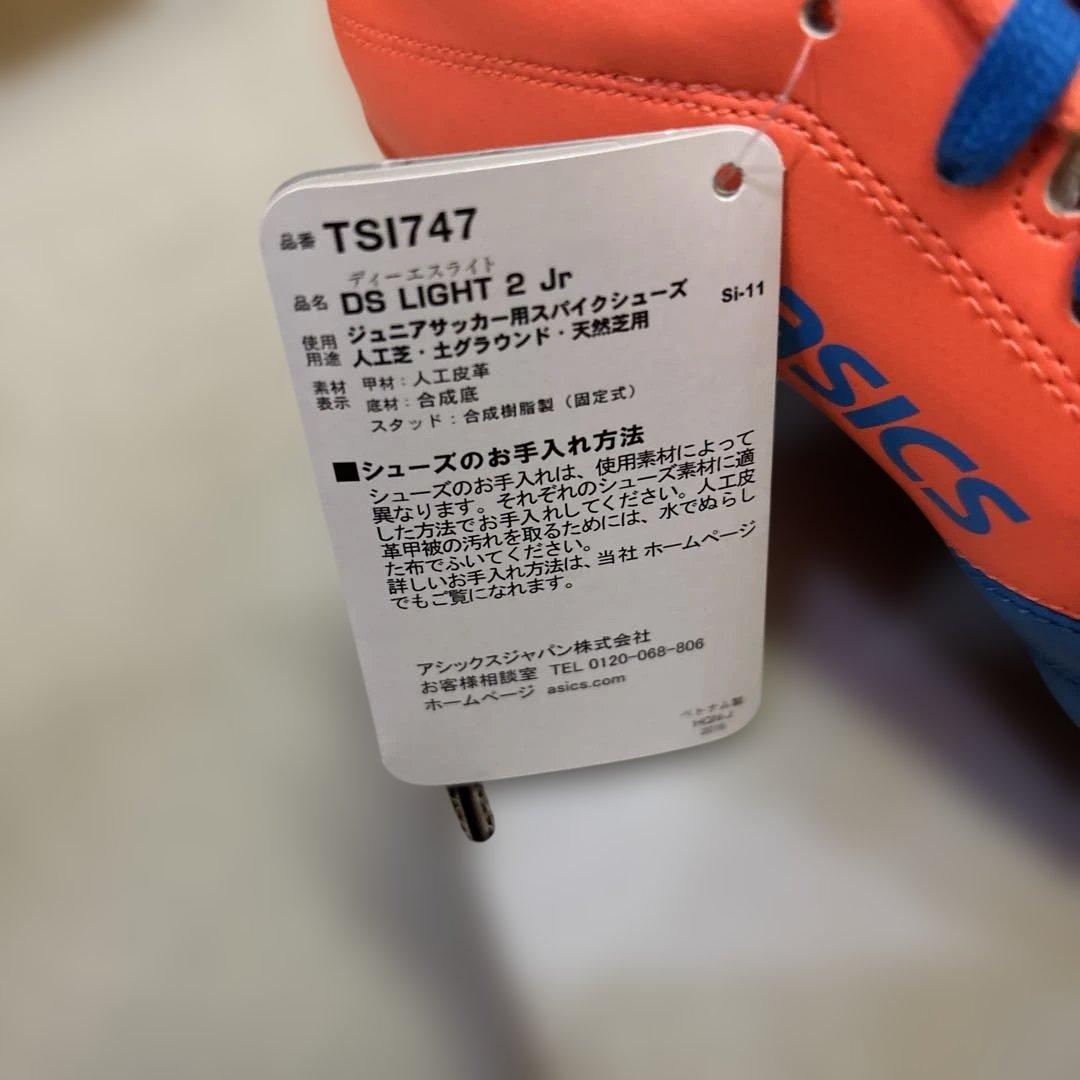 品番 TSI747
ディーエスライト
品名 DS LIGHT 2 Jr
Si-11
使用用途 ジュニアサッカー用スパイクシューズ
人工芝・土グラウンド・天然芝用
素材表示 甲材：人工皮革
底材：合成底
スタッド：合成樹脂製（固定式）
■シューズのお手入れ方法
シューズのお手入れは、使用素材によって
異なります。それぞれのシューズ素材に適
した方法でお手入れしてください。人工皮
革甲被の汚れを取るためには、水でぬらし
た布でふいてください。
詳しいお手入れ方法は、当社 ホームページ
でもご覧になれます。
アシックスジャパン株式会社
お客様相談室 TEL 0120-068-806
ホームページ asics.com
ベトナム製
asics